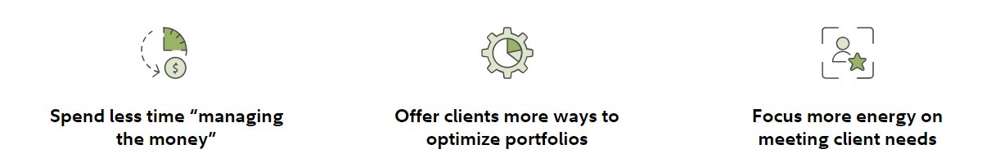 $
Spend less time “managing
the money”
Offer clients more ways to
optimize portfolios
Focus more energy on
meeting client needs